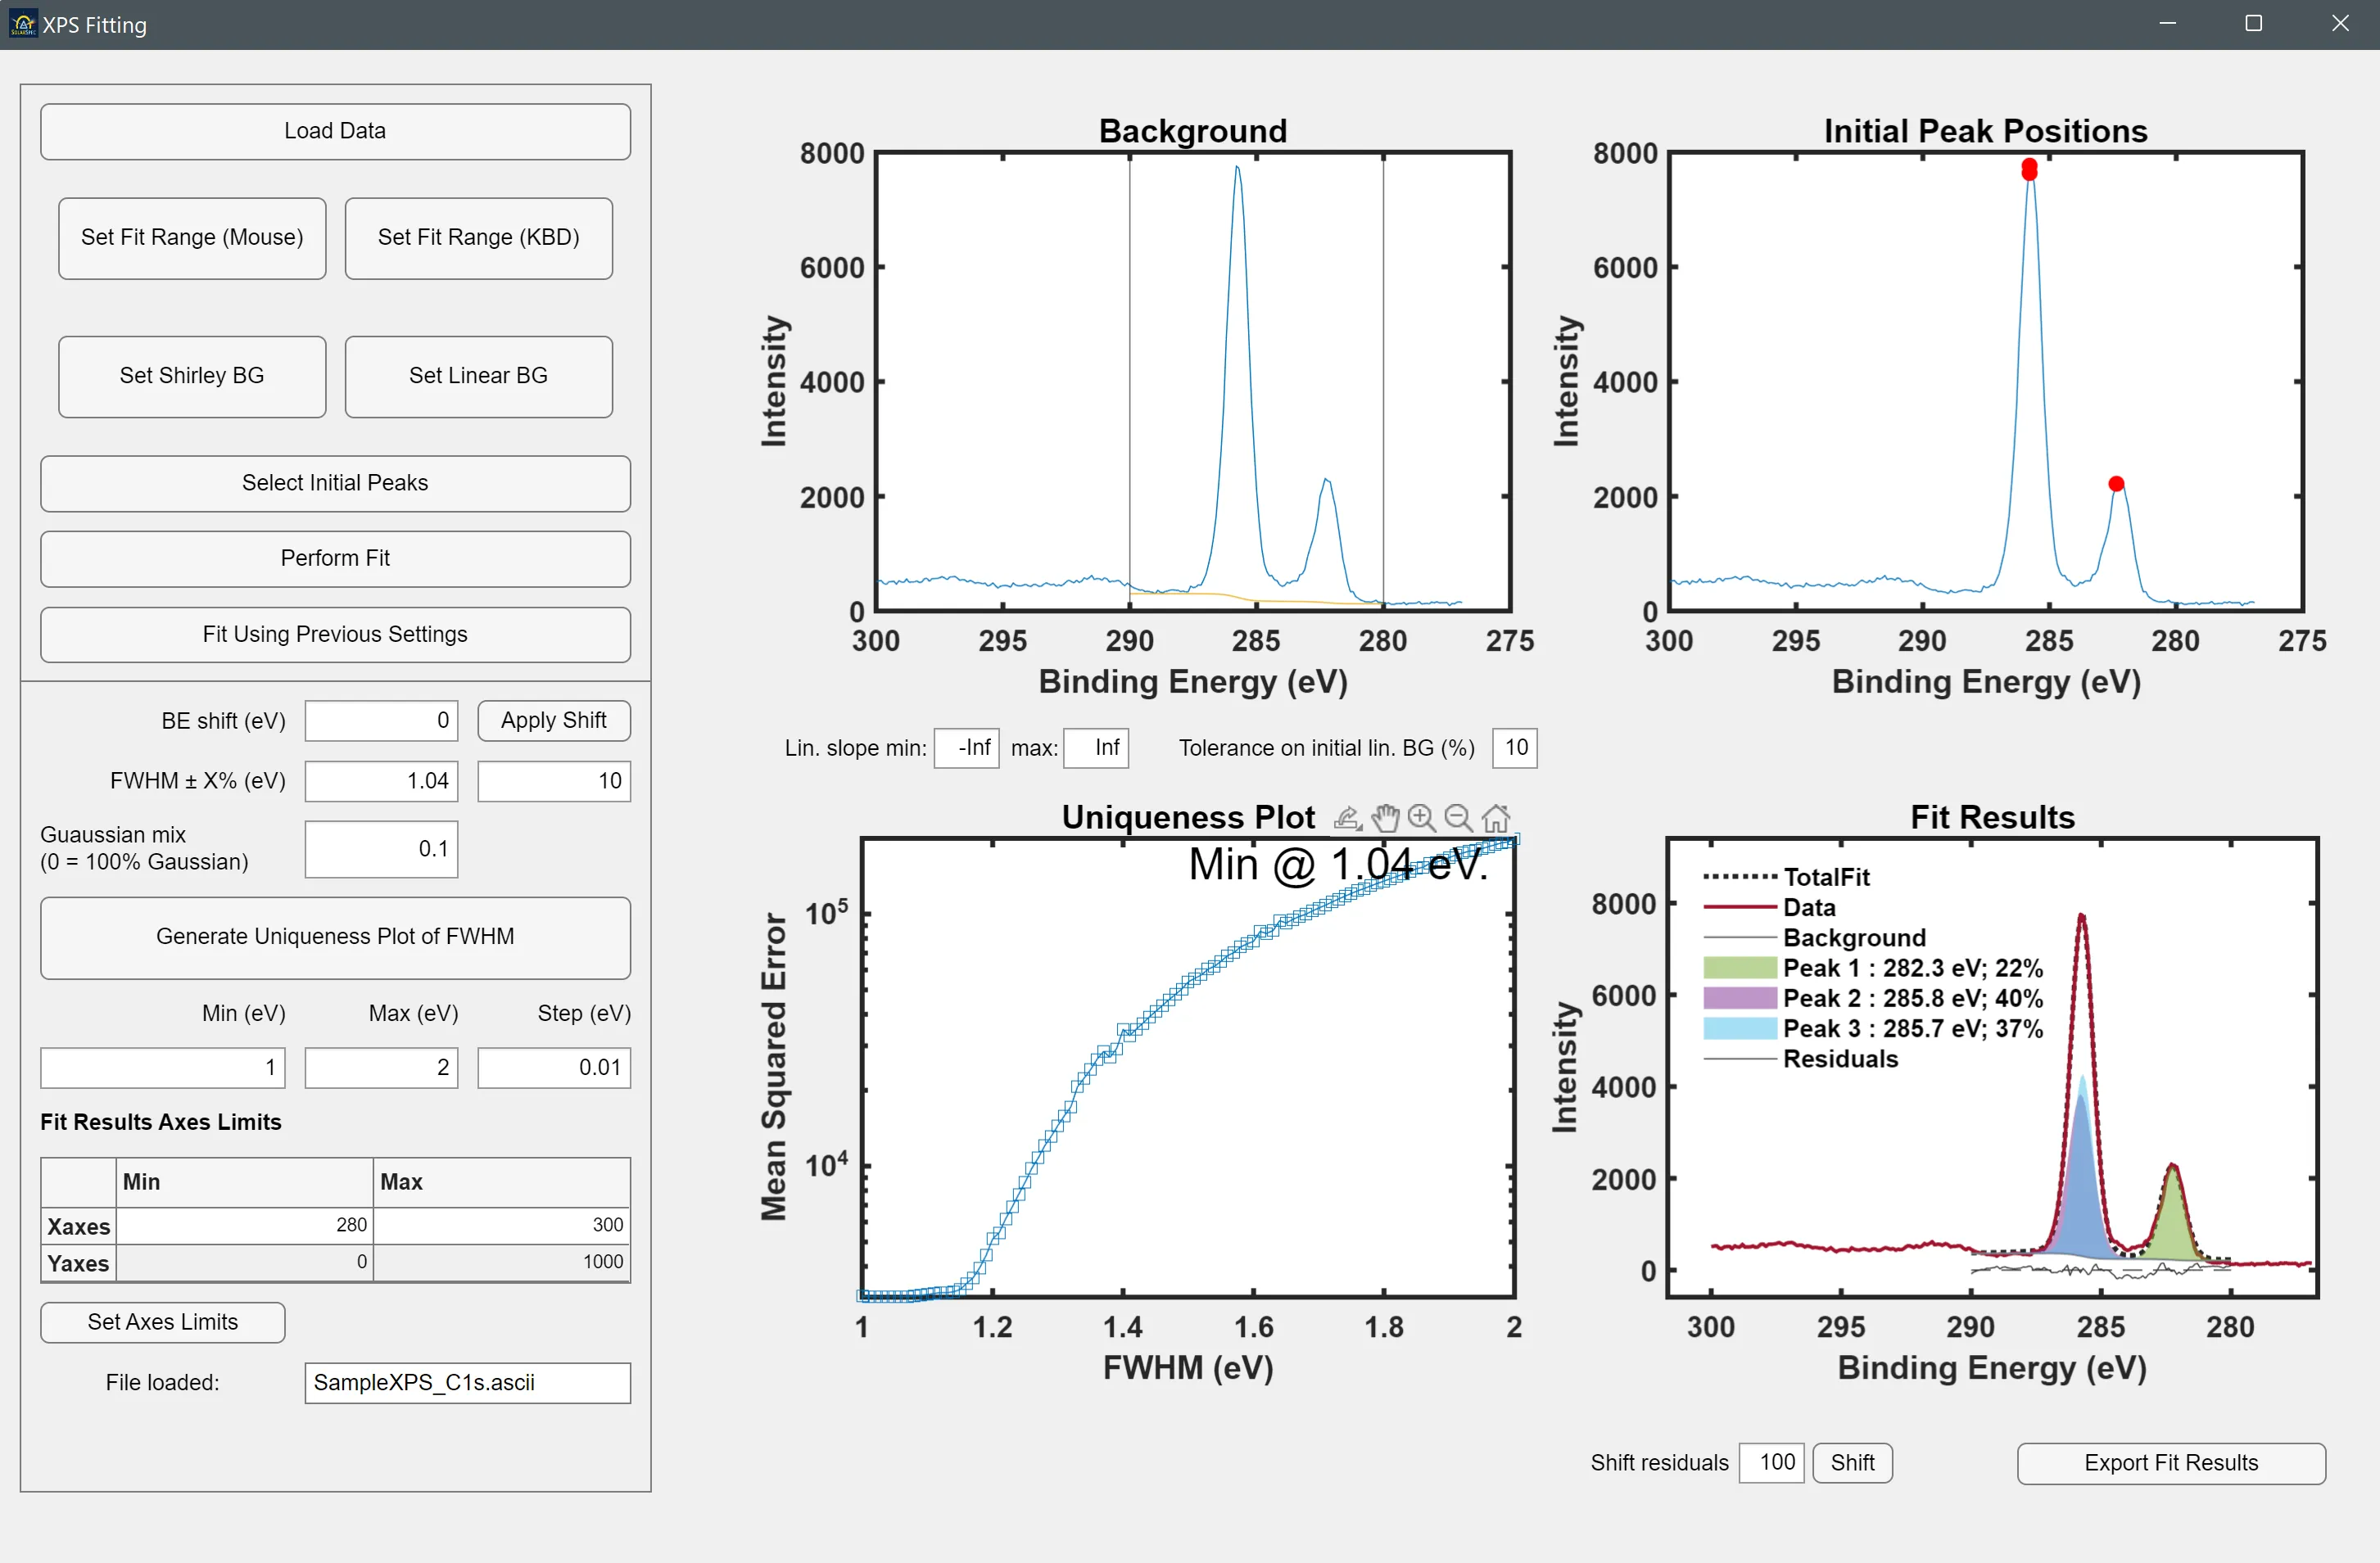 XPS Fitting
Load Data
Set Fit Range (Mouse)
Set Fit Range (KBD)
Set Shirley BG
Set Linear BG
Select Initial Peaks
Perform Fit
Fit Using Previous Settings
BE shift (eV)
0
Apply Shift
FWHM ± X% (eV)
1.04
10
Guaussian mix
(0 = 100% Gaussian)
0.1
Generate Uniqueness Plot of FWHM
Min (eV)
Max (eV)
Step (eV)
1
2
0.01
Fit Results Axes Limits
Min
Max
Xaxes
280
300
Yaxes
0
1000
Set Axes Limits
File loaded:
SampleXPS_C1s.ascii
Background
8000
6000
4000
2000
0
Intensity
300
295
290
285
280
275
Binding Energy (eV)
Initial Peak Positions
8000
6000
4000
2000
0
Intensity
300
295
290
285
280
275
Binding Energy (eV)
Lin. slope min:
-Inf
max:
Inf
Tolerance on initial lin. BG (%)
10
Uniqueness Plot
Min @ 1.04 eV.
10^5
10^4
Mean Squared Error
1
1.2
1.4
1.6
1.8
2
FWHM (eV)
Fit Results
TotalFit
Data
Background
Peak 1 : 282.3 eV; 22%
Peak 2 : 285.8 eV; 40%
Peak 3 : 285.7 eV; 37%
Residuals
8000
6000
4000
2000
0
Intensity
300
295
290
285
280
Binding Energy (eV)
Shift residuals
100
Shift
Export Fit Results